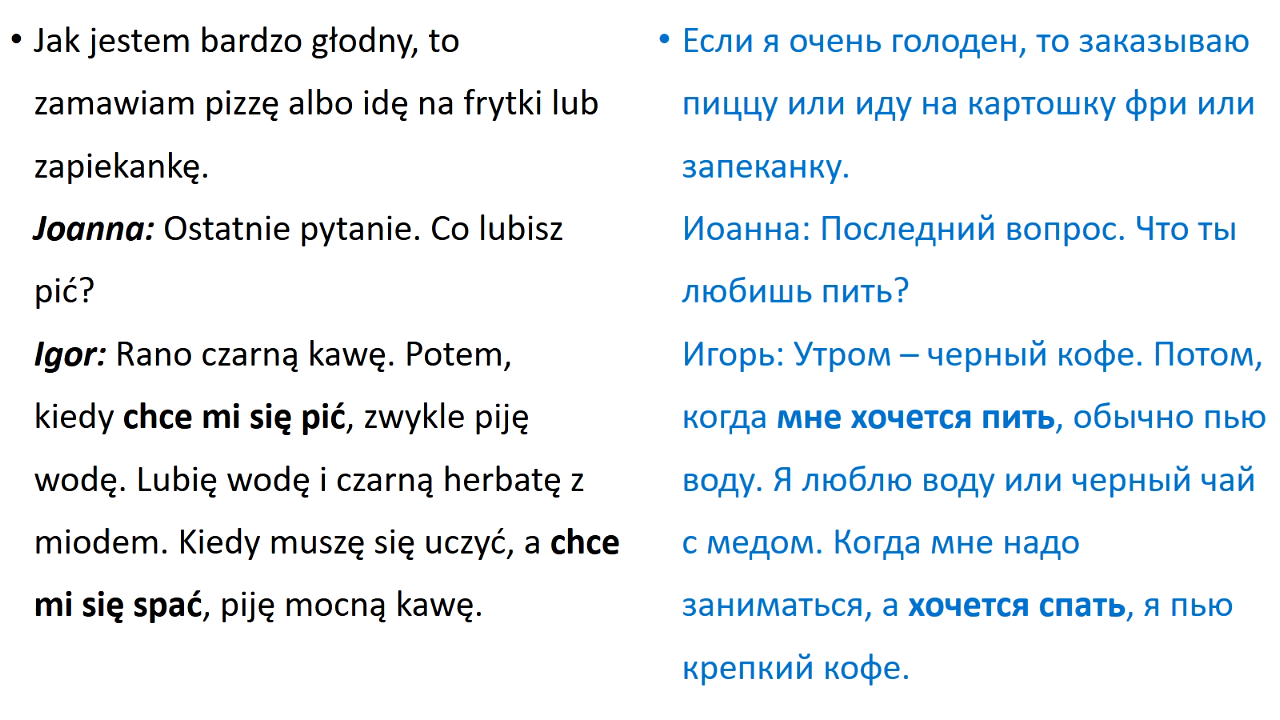 • Jak jestem bardzo głodny, to
zamawiam pizzę albo idę na frytki lub
zapiekankę.
Joanna: Ostatnie pytanie. Co lubisz
pić?
Igor: Rano czarną kawę. Potem,
kiedy chce mi się pić, zwykle piję
wodę. Lubię wodę i czarną herbatę z
miodem. Kiedy muszę się uczyć, a chce
mi się spać, piję mocną kawę.
• Если я очень голоден, то заказываю
пиццу или иду на картошку фри или
запеканку.
Иоанна: Последний вопрос. Что ты
любишь пить?
Игорь: Утром – черный кофе. Потом,
когда мне хочется пить, обычно пью
воду. Я люблю воду или черный чай
с медом. Когда мне надо
заниматься, а хочется спать, я пью
крепкий кофе.